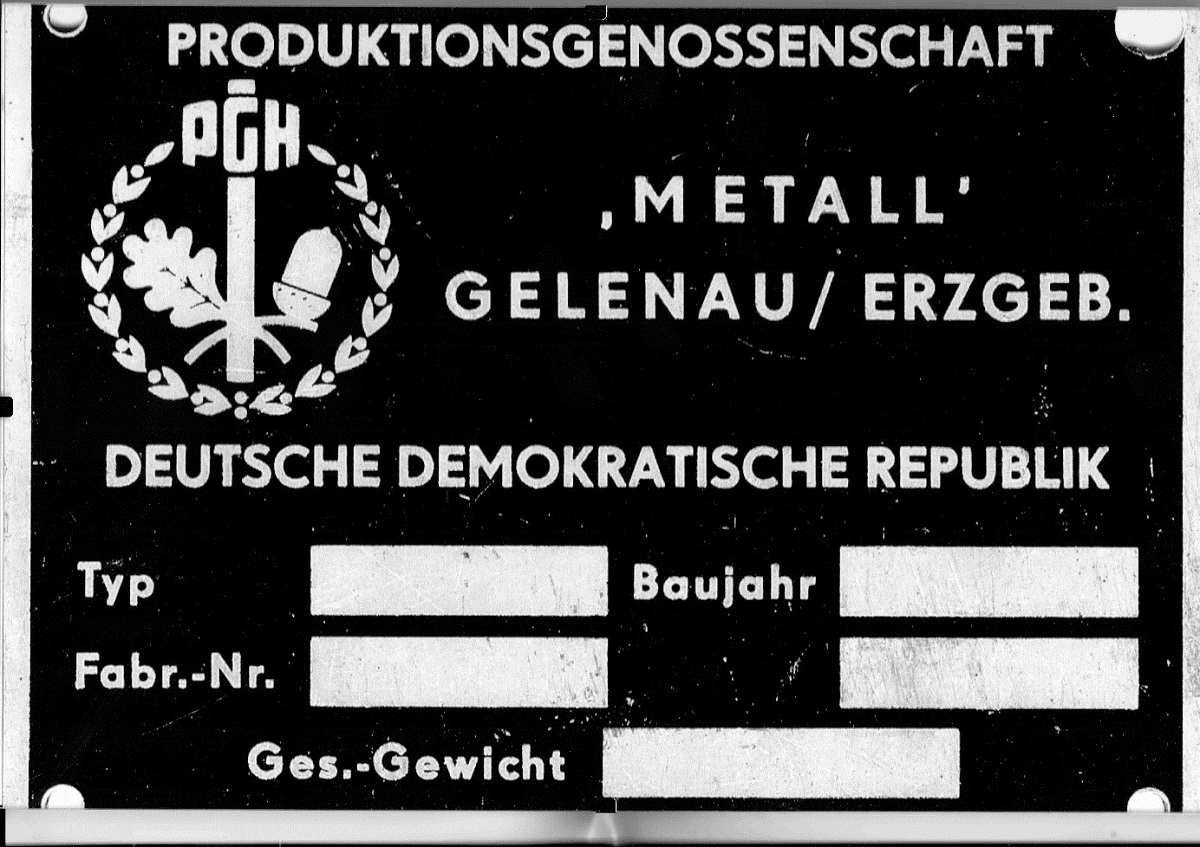 PRODUKTIONSGENOSSENSCHAFT
PGH
‚METALL’
GELENAU/ ERZGEB.
DEUTSCHE DEMOKRATISCHE REPUBLIK
Typ Baujahr
Fabr.-Nr.
Ges.-Gewicht